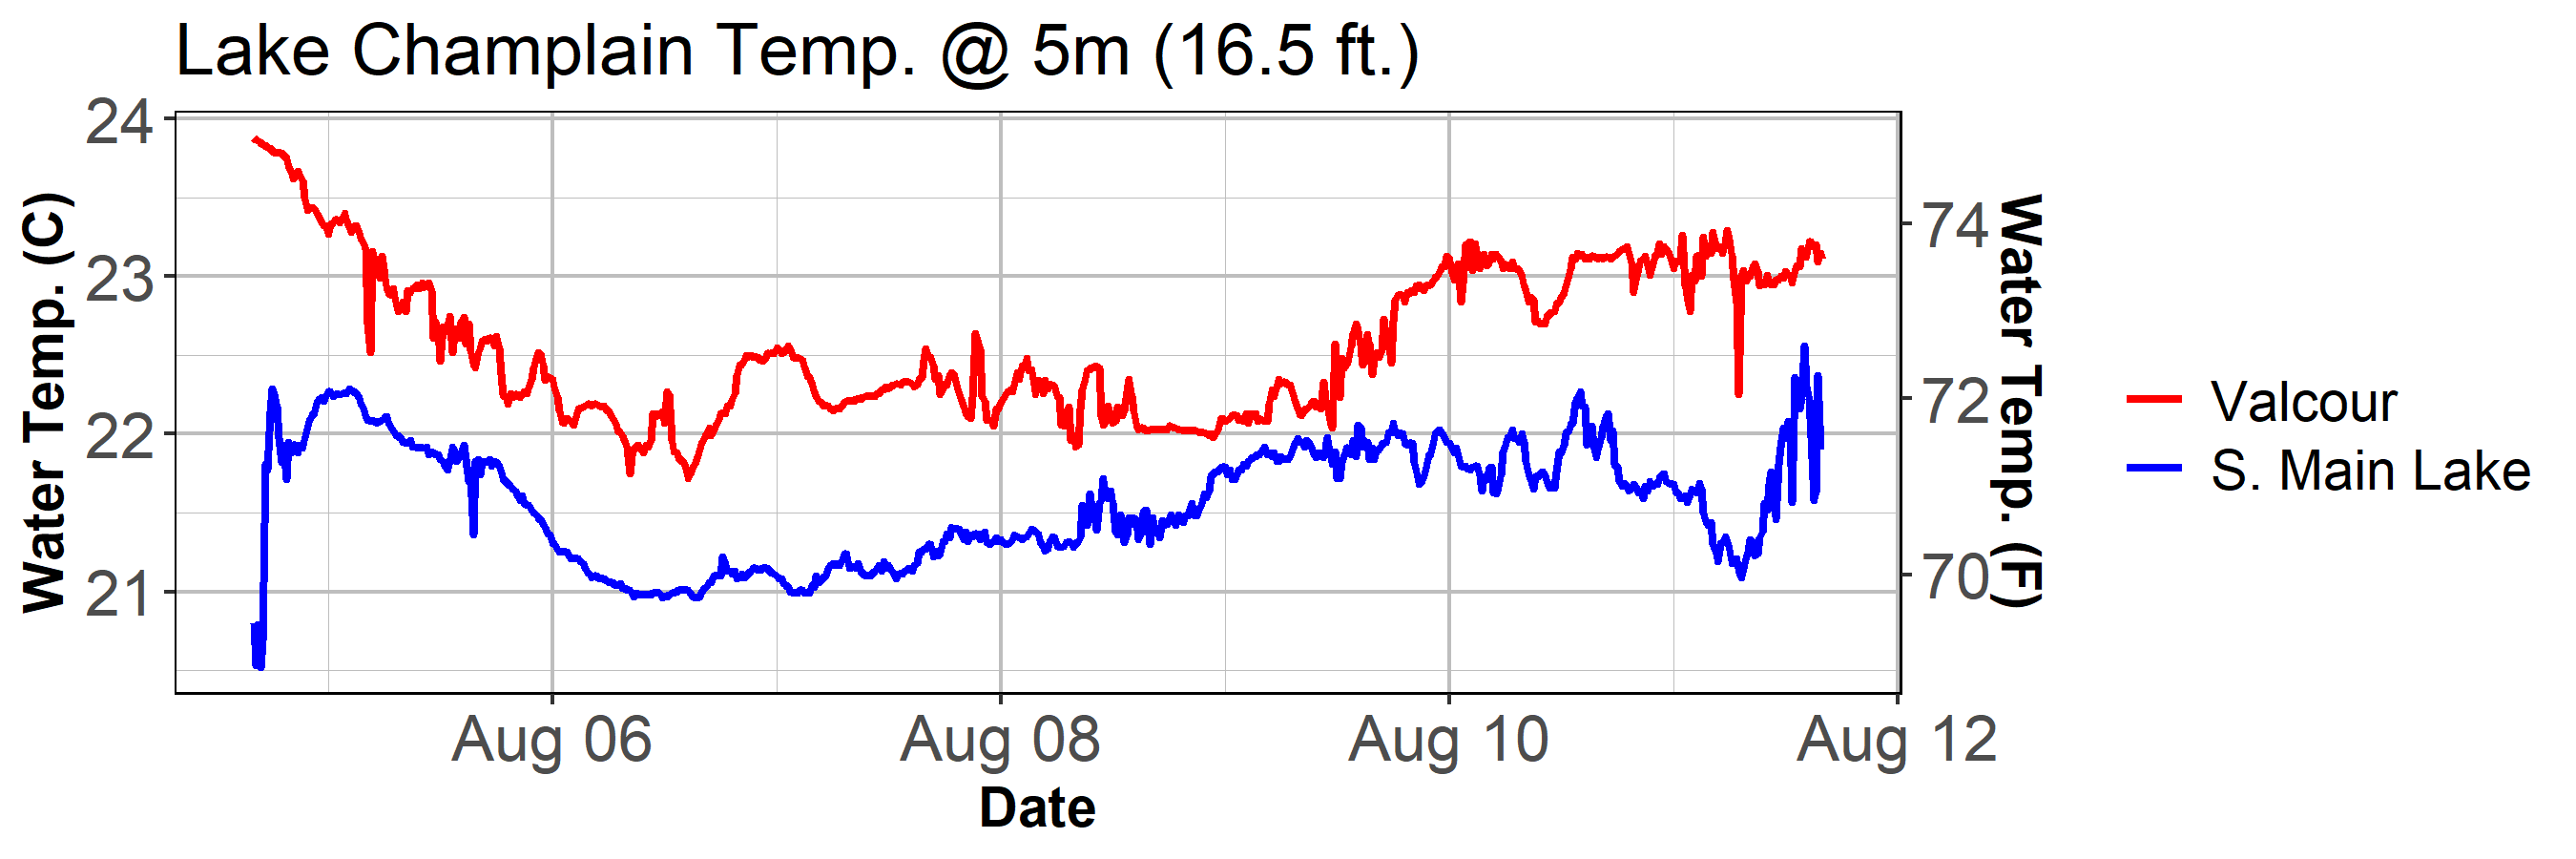 Lake Champlain Temp. @ 5m (16.5 ft.)
Water Temp. (C)
24
23
22
21
74
72
70
Water Temp. (F)
Aug 06
Aug 08
Aug 10
Aug 12
Date
Valcour
S. Main Lake